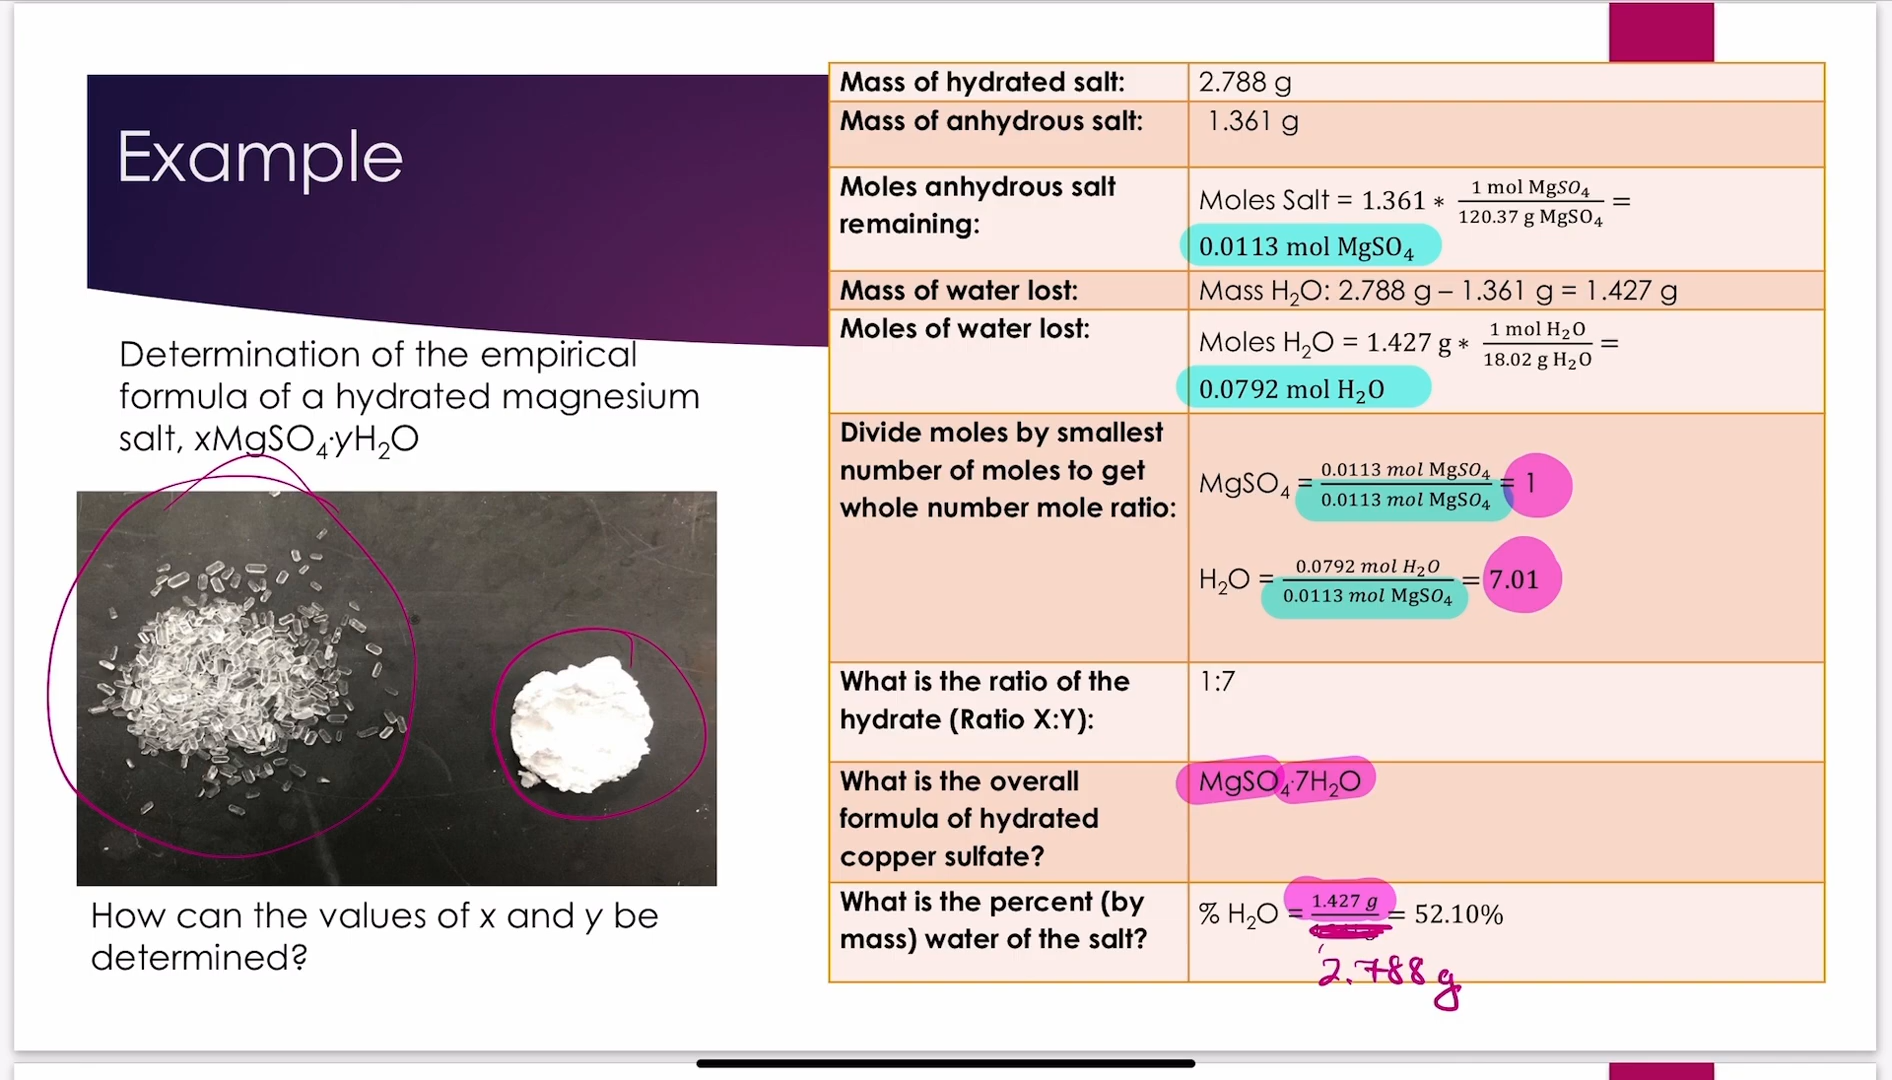 Example
Determination of the empirical
formula of a hydrated magnesium
salt, xMgSO₄·yH₂O
How can the values of x and y be
determined?
Mass of hydrated salt: 2.788 g
Mass of anhydrous salt: 1.361 g
Moles anhydrous salt
remaining:
Moles Salt = 1.361 * 1 mol MgSO₄ / 120.37 g MgSO₄ =
0.0113 mol MgSO₄
Mass of water lost: Mass H₂O: 2.788 g – 1.361 g = 1.427 g
Moles of water lost:
Moles H₂O = 1.427 g * 1 mol H₂O / 18.02 g H₂O =
0.0792 mol H₂O
Divide moles by smallest
number of moles to get
whole number mole ratio:
MgSO₄ = 0.0113 mol MgSO₄ / 0.0113 mol MgSO₄ = 1
H₂O = 0.0792 mol H₂O / 0.0113 mol MgSO₄ = 7.01
What is the ratio of the
hydrate (Ratio X:Y):
1:7
What is the overall
formula of hydrated
copper sulfate?
MgSO₄·7H₂O
What is the percent (by
mass) water of the salt?
% H₂O = 1.427 g / = 52.10%
2.788 g